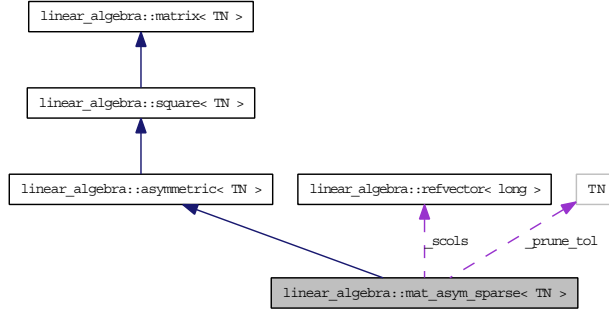 linear_algebra::matrix< TN >
linear_algebra::square< TN >
linear_algebra::asymmetric< TN >
linear_algebra::refvector< long >
TN
_scols
_prune_tol
linear_algebra::mat_asym_sparse< TN >